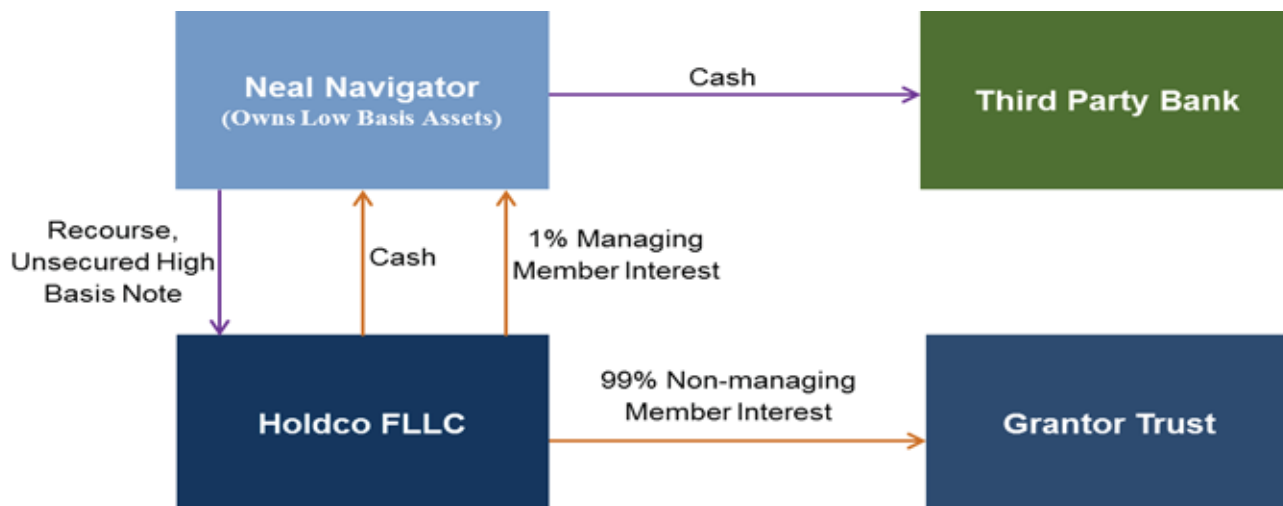 Neal Navigator
(Owns Low Basis Assets)
Cash
Third Party Bank
Recourse,
Unsecured High
Basis Note
Cash
1% Managing
Member Interest
Holdco FLLC
99% Non-managing
Member Interest
Grantor Trust